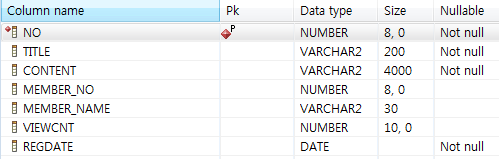 Column name Pk Data type Size Nullable
NO P NUMBER 8, 0 Not null
TITLE VARCHAR2 200 Not null
CONTENT VARCHAR2 4000 Not null
MEMBER_NO NUMBER 8, 0
MEMBER_NAME VARCHAR2 30
VIEWCNT NUMBER 10, 0
REGDATE DATE Not null